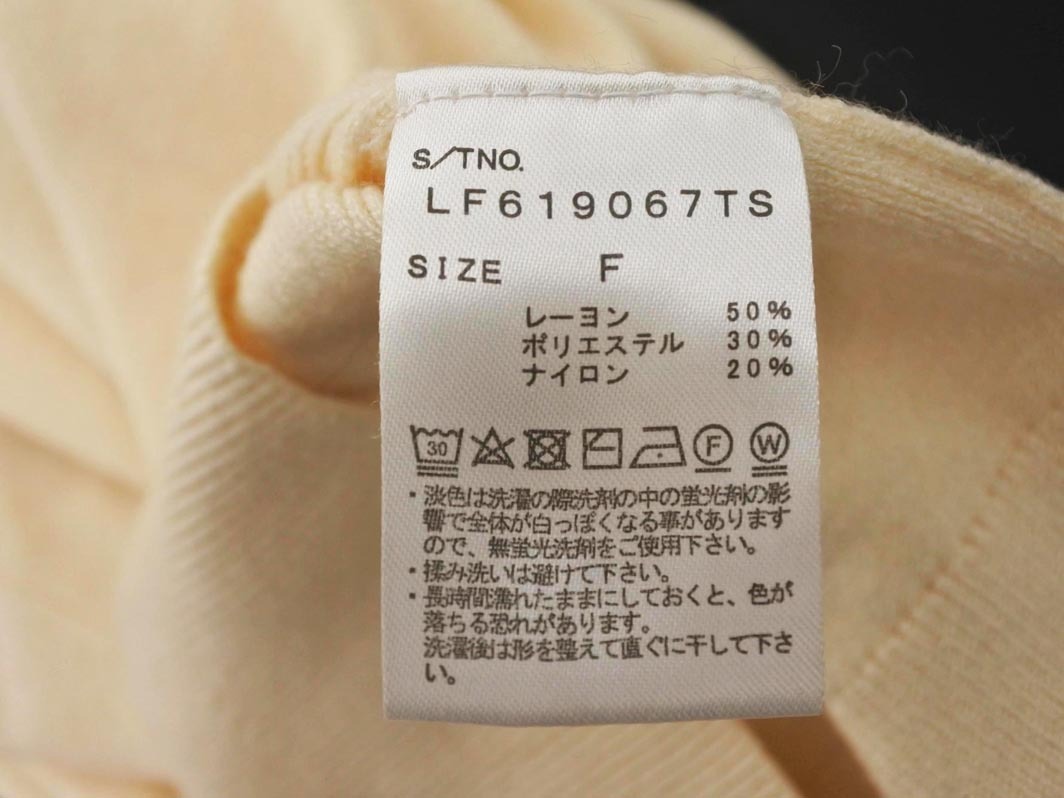 S/TNO.
LF619067TS
SIZE F
レーヨン 50%
ポリエステル 30%
ナイロン 20%
30 F W
・淡色は洗濯の際洗剤の中の蛍光剤の影
響で全体が白っぽくなる事があります
ので、無蛍光洗剤をご使用下さい。
・揉み洗いは避けて下さい。
・長時間濡れたままにしておくと、色が
落ちる恐れがあります。
洗濯後は形を整えて直ぐに干して下さ
い。